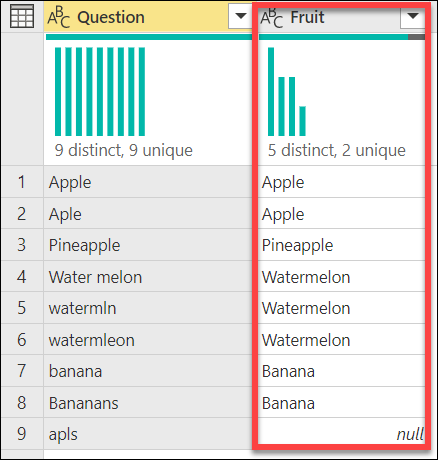 ABC Question ABC Fruit
9 distinct, 9 unique 5 distinct, 2 unique
1 Apple Apple
2 Aple Apple
3 Pineapple Pineapple
4 Water melon Watermelon
5 watermln Watermelon
6 watermleon Watermelon
7 banana Banana
8 Bananans Banana
9 apls null